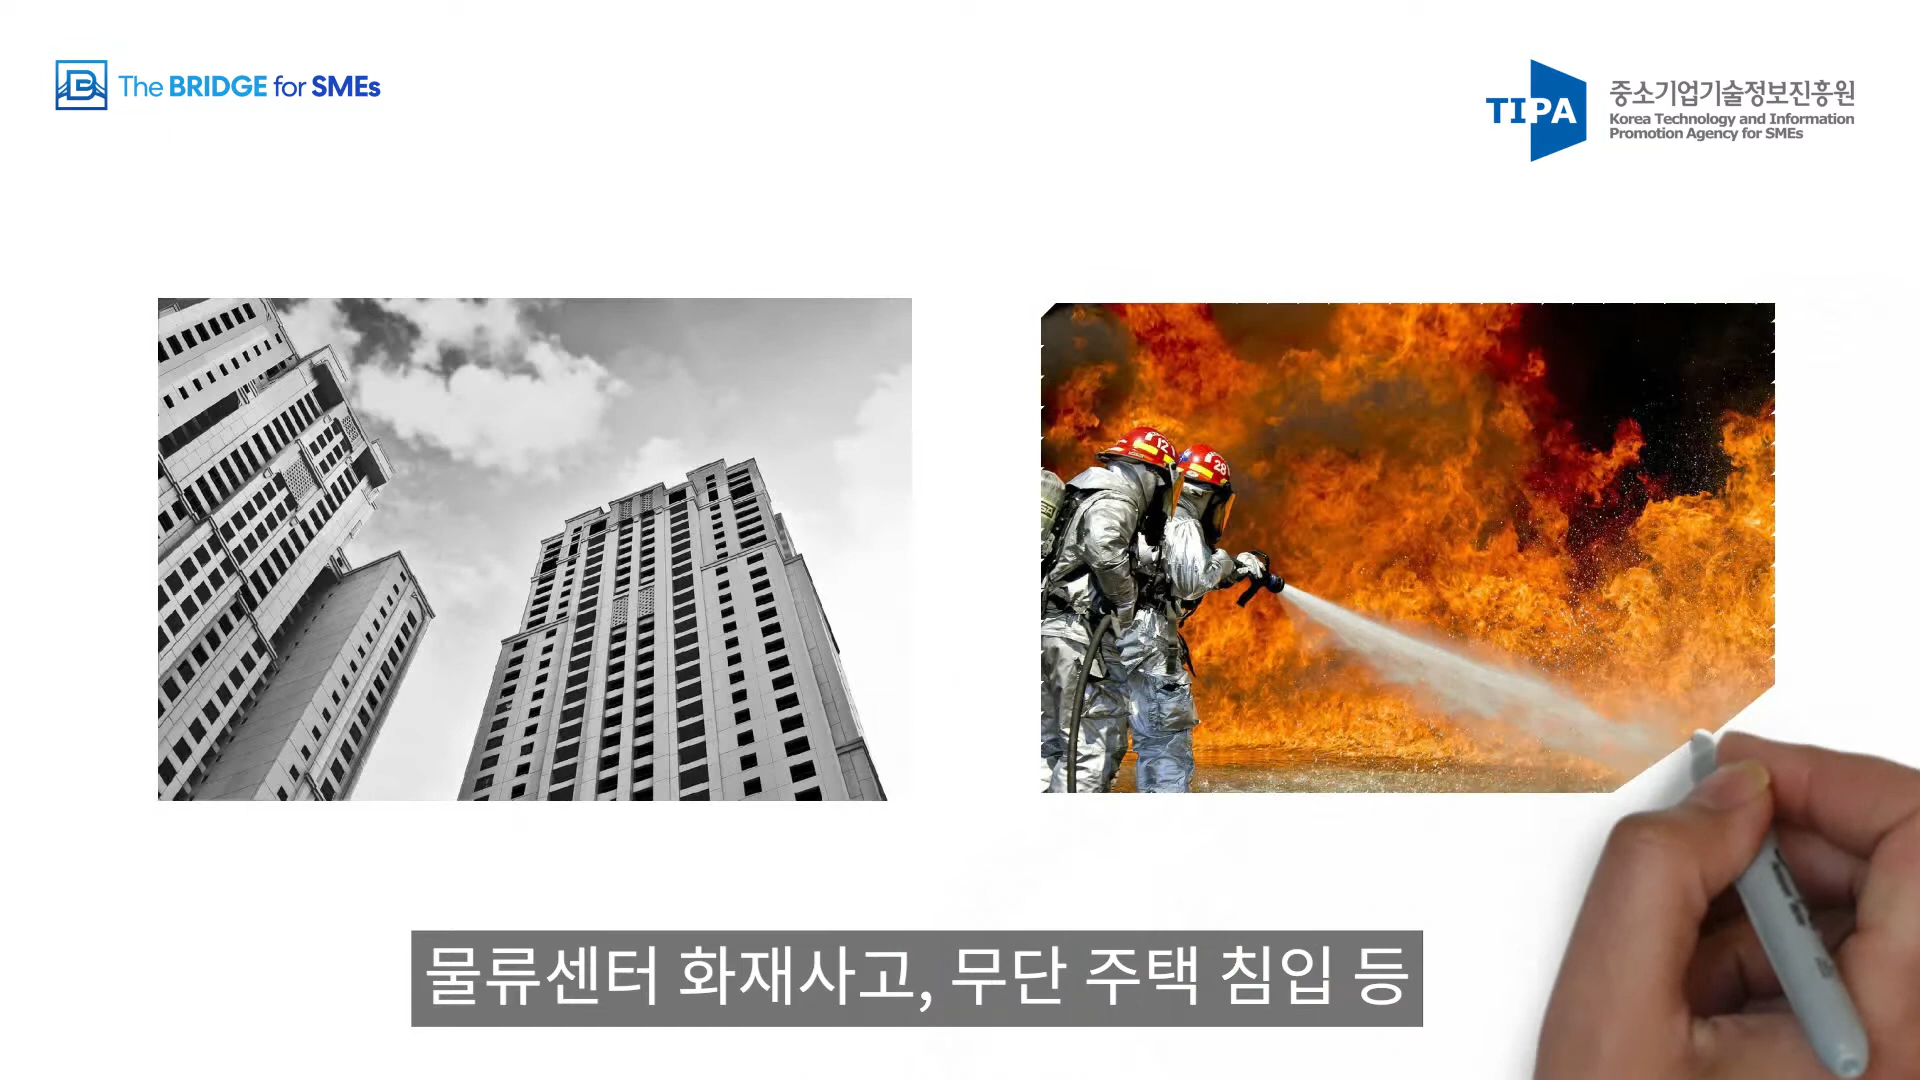 The BRIDGE for SMEs
TIPA
중소기업기술정보진흥원
Korea Technology and Information
Promotion Agency for SMEs
12
28
물류센터 화재사고, 무단 주택 침입 등